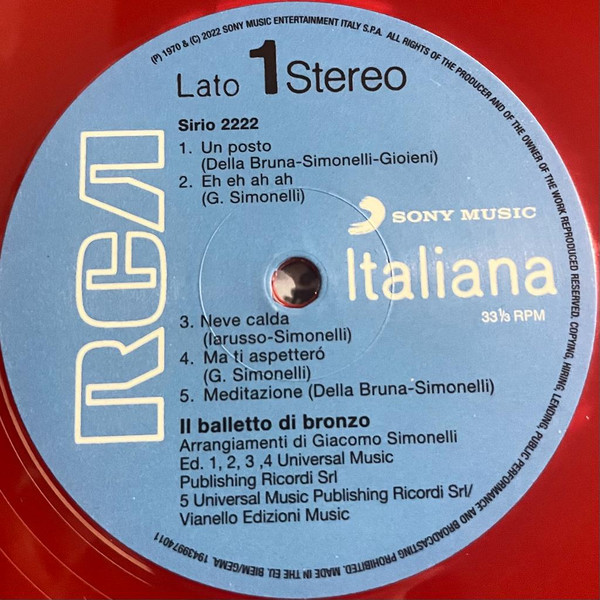 (P) 1970 & (C) 2022 SONY MUSIC ENTERTAINMENT ITALY S.P.A. ALL RIGHTS OF THE PRODUCER AND OF THE OWNER OF THE WORK REPRODUCED RESERVED. COPYING, HIRING, LENDING, PUBLIC PERFORMANCE AND BROADCASTING PROHIBITED. MADE IN THE EU. BIEM/GEMA. 19439974011
Lato 1 Stereo
Sirio 2222
1. Un posto
(Della Bruna-Simonelli-Gioieni)
2. Eh eh ah ah
(G. Simonelli)
RCA
SONY MUSIC
Italiana
33 1/3 RPM
3. Neve calda
(Iarusso-Simonelli)
4. Ma ti aspetteró
(G. Simonelli)
5. Meditazione (Della Bruna-Simonelli)
Il balletto di bronzo
Arrangiamenti di Giacomo Simonelli
Ed. 1, 2, 3 ,4 Universal Music
Publishing Ricordi Srl
5 Universal Music Publishing Ricordi Srl/
Vianello Edizioni Music